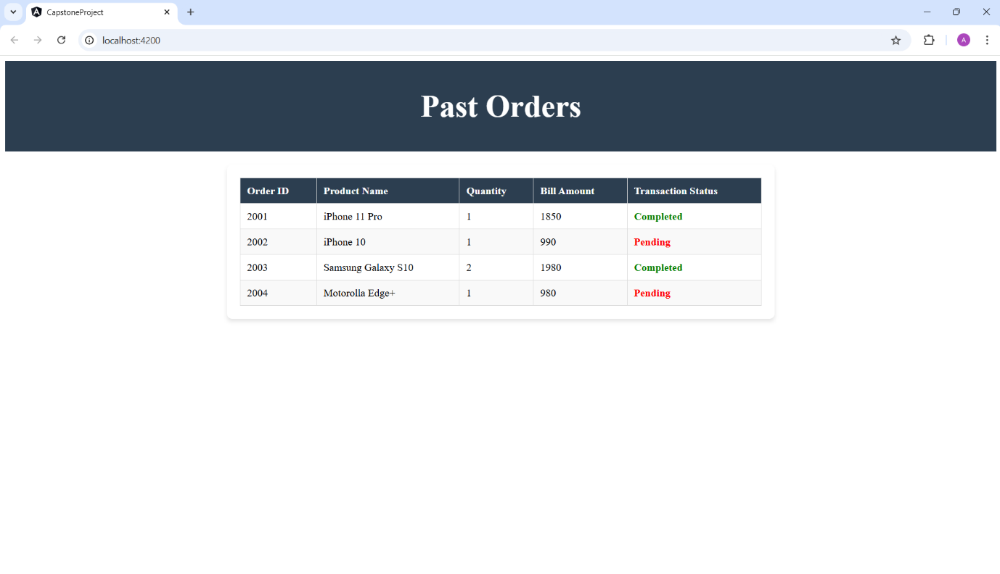 CapstoneProject
localhost:4200
A
Past Orders
Order ID Product Name Quantity Bill Amount Transaction Status
2001 iPhone 11 Pro 1 1850 Completed
2002 iPhone 10 1 990 Pending
2003 Samsung Galaxy S10 2 1980 Completed
2004 Motorolla Edge+ 1 980 Pending